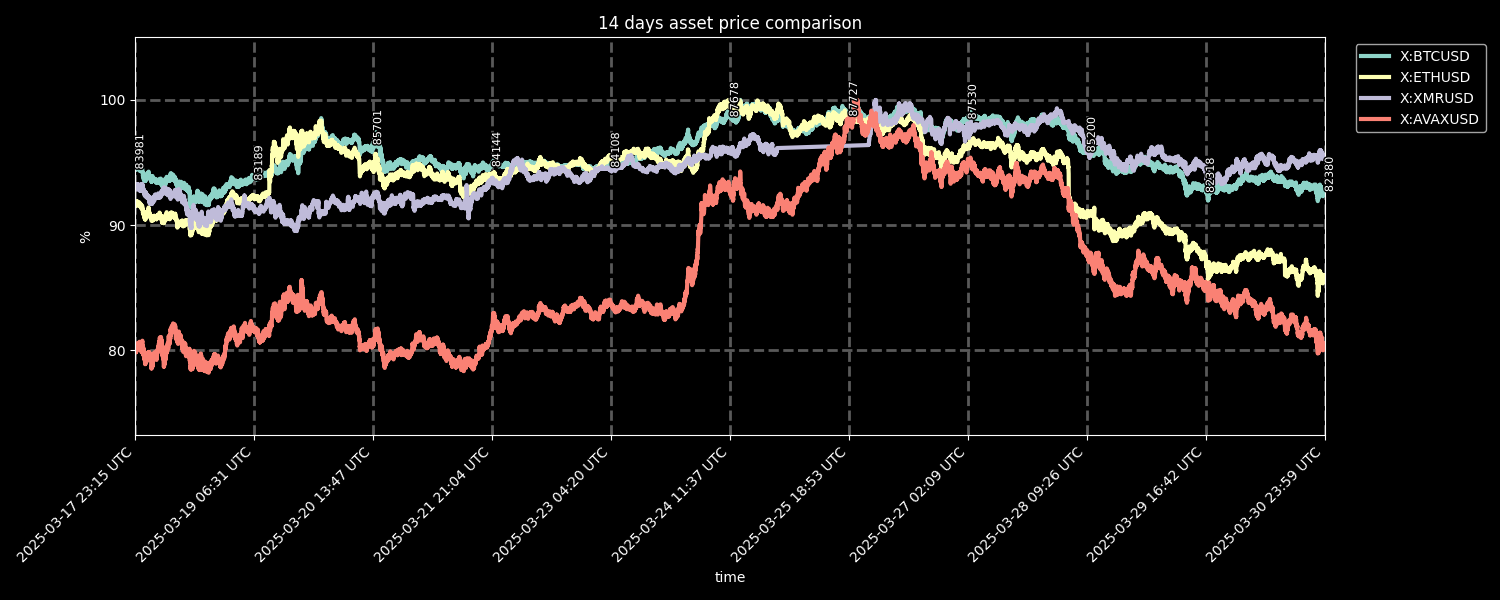 14 days asset price comparison
X:BTCUSD
X:ETHUSD
X:XMRUSD
X:AVAXUSD
100
90
80
%
83981
83189
85701
84144
84108
87678
87727
87530
85200
82318
82380
2025-03-17 23:15 UTC
2025-03-19 06:31 UTC
2025-03-20 13:47 UTC
2025-03-21 21:04 UTC
2025-03-23 04:20 UTC
2025-03-24 11:37 UTC
2025-03-25 18:53 UTC
2025-03-27 02:09 UTC
2025-03-28 09:26 UTC
2025-03-29 16:42 UTC
2025-03-30 23:59 UTC
time